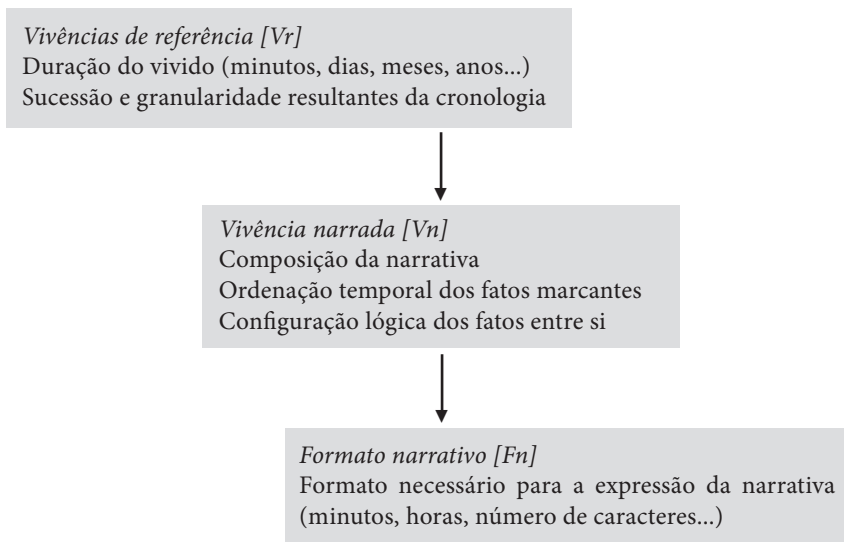 Vivências de referência [Vr]
Duração do vivido (minutos, dias, meses, anos...)
Sucessão e granularidade resultantes da cronologia
Vivência narrada [Vn]
Composição da narrativa
Ordenação temporal dos fatos marcantes
Configuração lógica dos fatos entre si
Formato narrativo [Fn]
Formato necessário para a expressão da narrativa
(minutos, horas, número de caracteres...)